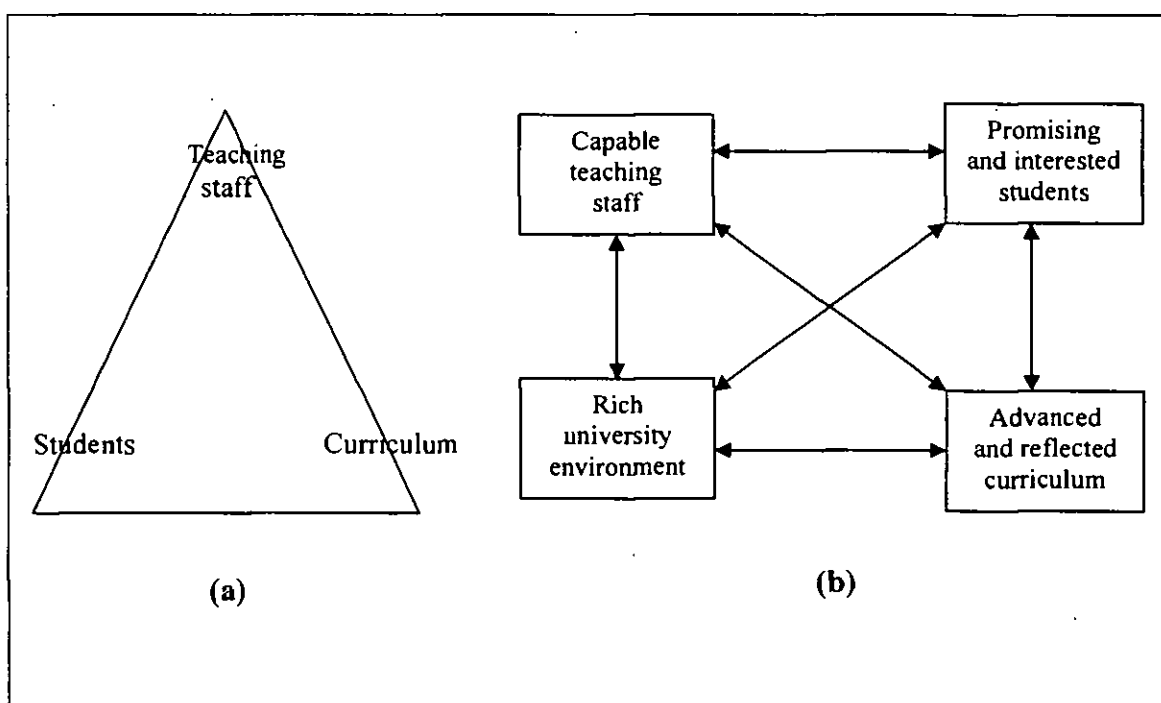 Teaching
staff
Students
Curriculum
(a)
Capable
teaching
staff
Promising
and interested
students
Rich
university
environment
Advanced
and reflected
curriculum
(b)